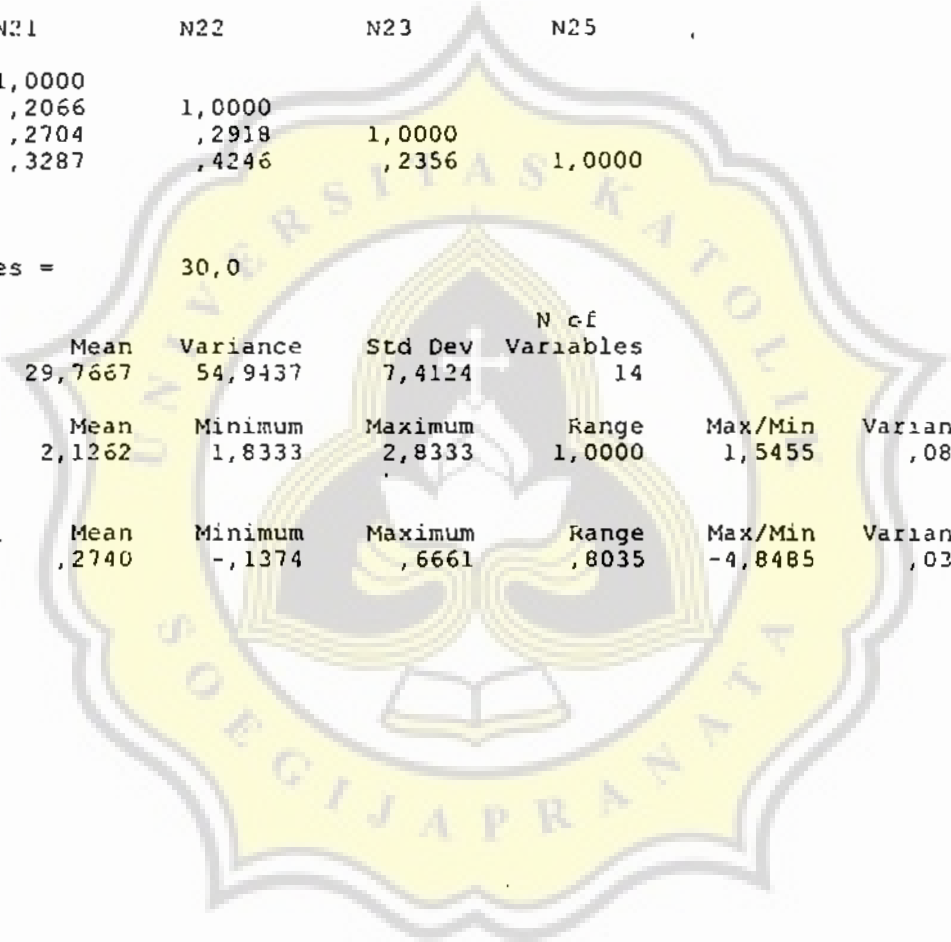 N21 N22 N23 N25
1,0000
,2066 1,0000
,2704 ,2918 1,0000
,3287 ,4246 ,2356 1,0000
es = 30,0
N of
Mean Variance Std Dev Variables
29,7667 54,9437 7,4124 14
Mean Minimum Maximum Range Max/Min Varian
2,1262 1,8333 2,8333 1,0000 1,5455 ,08
Mean Minimum Maximum Range Max/Min Varian
,2740 -,1374 ,6661 ,8035 -4,8485 ,03
UNIVERSITAS KATOLIK
SOEGIJAPRANATA